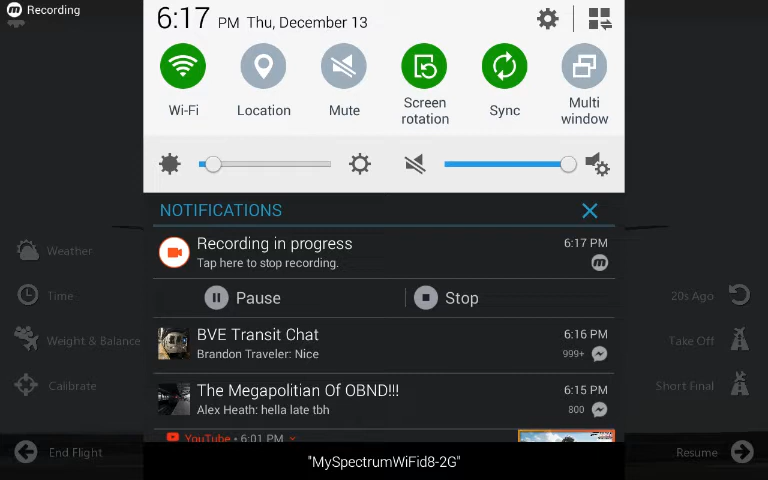 Recording
6:17 PM Thu, December 13
Wi-Fi
Location
Mute
Screen rotation
Sync
Multi window
NOTIFICATIONS
Recording in progress
6:17 PM
Tap here to stop recording.
Pause
Stop
BVE Transit Chat
6:16 PM
Brandon Traveler: Nice
999+
The Megapolitian Of OBND!!!
6:15 PM
Alex Heath: hella late tbh
800
YouTube • 6:01 PM
Weather
Time
Weight & Balance
Calibrate
End Flight
20s Ago
Take Off
Short Final
Resume
"MySpectrumWiFid8-2G"